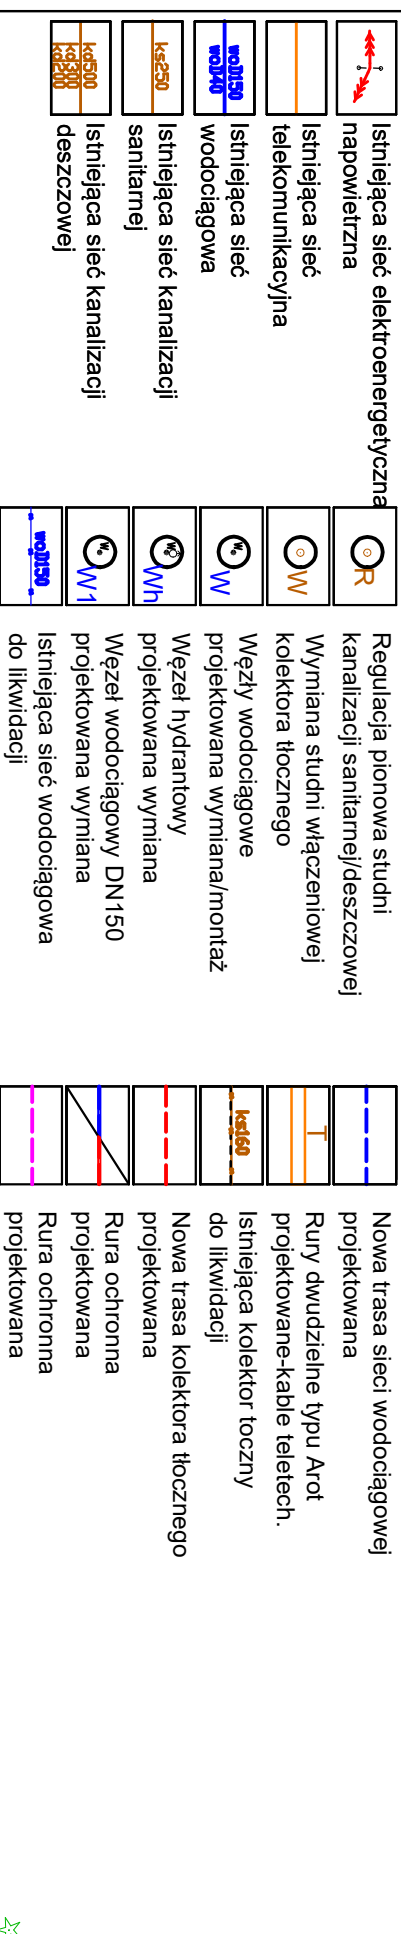 Istniejąca sieć elektroenergetyczna
napowietrzna
Istniejąca sieć
telekomunikacyjna
woD150
woD40
Istniejąca sieć
wodociągowa
ks250
Istniejąca sieć kanalizacji
sanitarnej
kd500
kd300
kd200
Istniejąca sieć kanalizacji
deszczowej
R
Regulacja pionowa studni
kanalizacji sanitarnej/deszczowej
W
Wymiana studni włączeniowej
kolektora tłocznego
w
W
Węzły wodociągowe
projektowana wymiana/montaż
w
Wh
Węzeł hydrantowy
projektowana wymiana
w
W1
Węzeł wodociągowy DN150
projektowana wymiana
woD150
Istniejąca sieć wodociągowa
do likwidacji
Nowa trasa sieci wodociągowej
projektowana
T
Rury dwudzielne typu Arot
projektowane-kable teletech.
ks160
Istniejąca kolektor toczny
do likwidacji
Nowa trasa kolektora tłocznego
projektowana
Rura ochronna
projektowana
Rura ochronna
projektowana